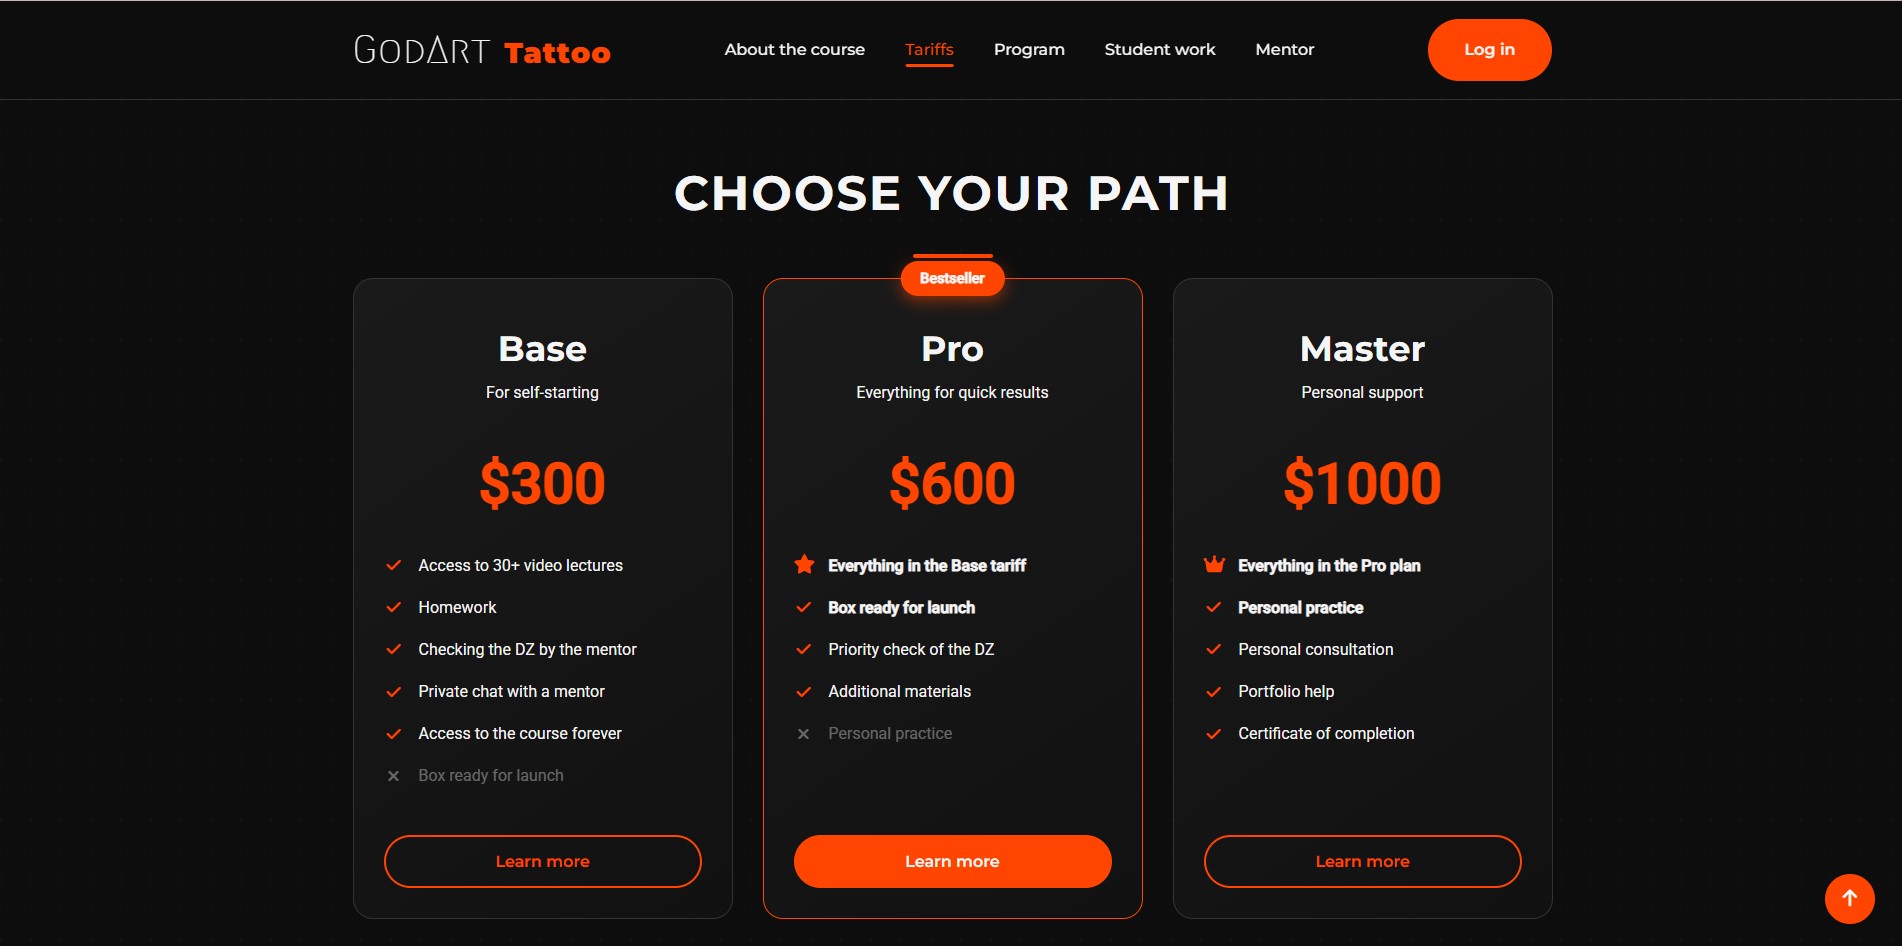 GODART Tattoo
About the course
Tariffs
Program
Student work
Mentor
Log in
CHOOSE YOUR PATH
Base
For self-starting
$300
Access to 30+ video lectures
Homework
Checking the DZ by the mentor
Private chat with a mentor
Access to the course forever
Box ready for launch
Learn more
Bestseller
Pro
Everything for quick results
$600
Everything in the Base tariff
Box ready for launch
Priority check of the DZ
Additional materials
Personal practice
Learn more
Master
Personal support
$1000
Everything in the Pro plan
Personal practice
Personal consultation
Portfolio help
Certificate of completion
Learn more